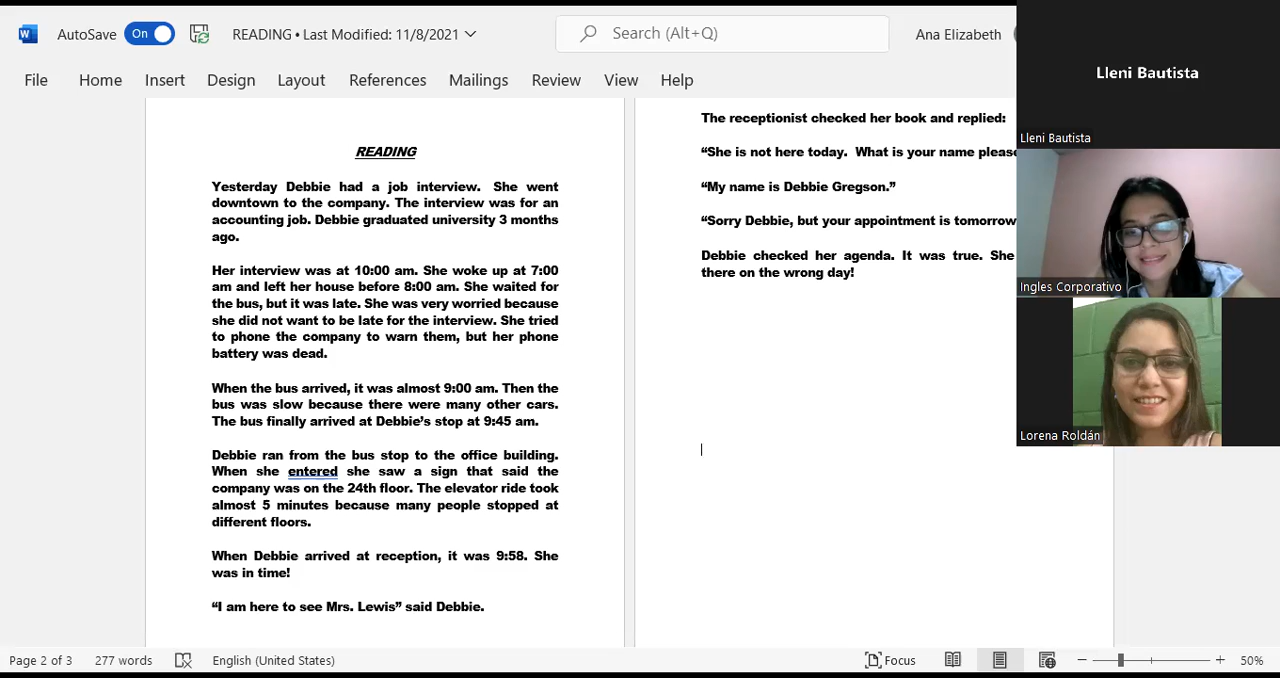 AutoSave On READING • Last Modified: 11/8/2021 Search (Alt+Q) Ana Elizabeth
File Home Insert Design Layout References Mailings Review View Help
READING
Yesterday Debbie had a job interview. She went
downtown to the company. The interview was for an
accounting job. Debbie graduated university 3 months
ago.
Her interview was at 10:00 am. She woke up at 7:00
am and left her house before 8:00 am. She waited for
the bus, but it was late. She was very worried because
she did not want to be late for the interview. She tried
to phone the company to warn them, but her phone
battery was dead.
When the bus arrived, it was almost 9:00 am. Then the
bus was slow because there were many other cars.
The bus finally arrived at Debbie’s stop at 9:45 am.
Debbie ran from the bus stop to the office building.
When she entered she saw a sign that said the
company was on the 24th floor. The elevator ride took
almost 5 minutes because many people stopped at
different floors.
When Debbie arrived at reception, it was 9:58. She
was in time!
“I am here to see Mrs. Lewis” said Debbie.
The receptionist checked her book and replied:
“She is not here today. What is your name please
“My name is Debbie Gregson.”
“Sorry Debbie, but your appointment is tomorrow
Debbie checked her agenda. It was true. She
there on the wrong day!
Lleni Bautista
Lleni Bautista
Ingles Corporativo
Lorena Roldán
Page 2 of 3 277 words English (United States) Focus 50%